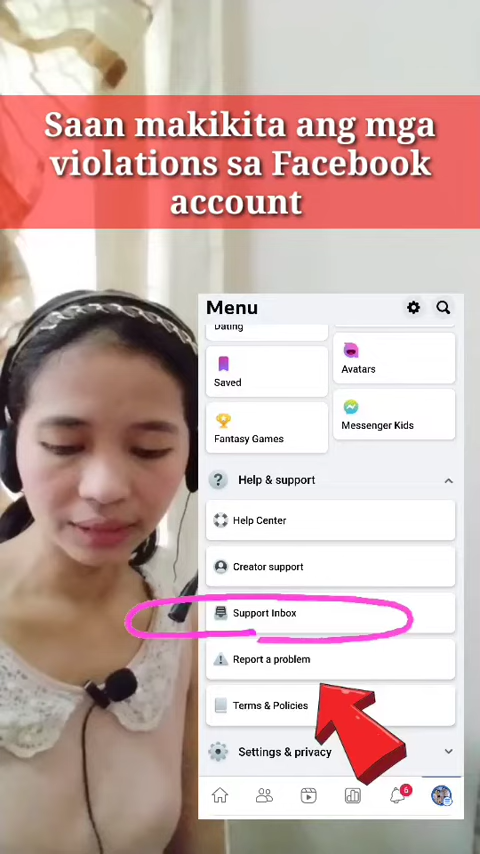 Saan makikita ang mga
violations sa Facebook
account
Menu
Dating
Saved
Avatars
Fantasy Games
Messenger Kids
Help & support
Help Center
Creator support
Support Inbox
Report a problem
Terms & Policies
Settings & privacy
6